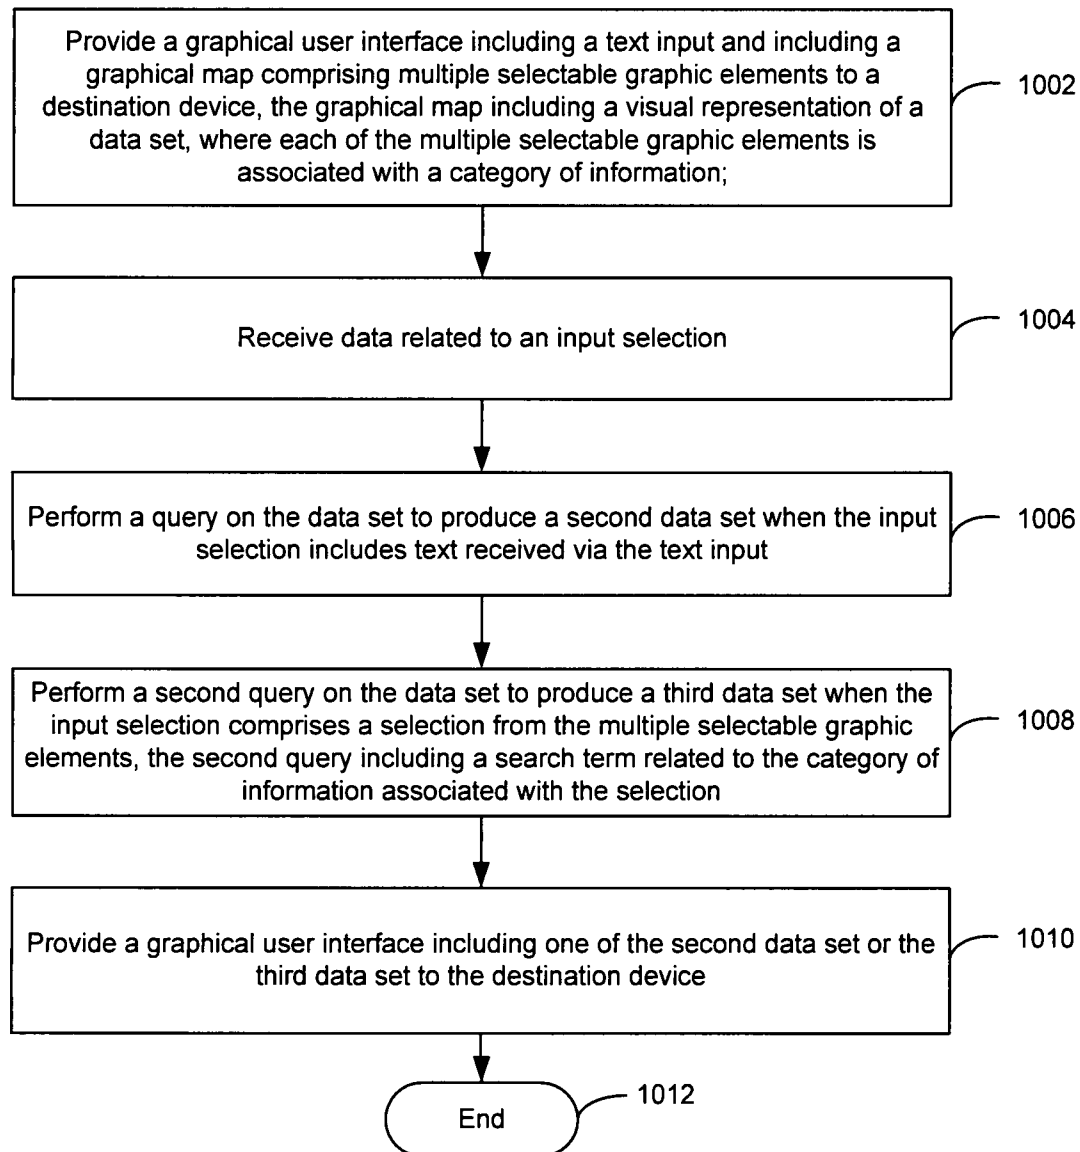 Provide a graphical user interface including a text input and including a
graphical map comprising multiple selectable graphic elements to a
destination device, the graphical map including a visual representation of a
data set, where each of the multiple selectable graphic elements is
associated with a category of information;
1002
Receive data related to an input selection
1004
Perform a query on the data set to produce a second data set when the input
selection includes text received via the text input
1006
Perform a second query on the data set to produce a third data set when the
input selection comprises a selection from the multiple selectable graphic
elements, the second query including a search term related to the category of
information associated with the selection
1008
Provide a graphical user interface including one of the second data set or the
third data set to the destination device
1010
End
1012